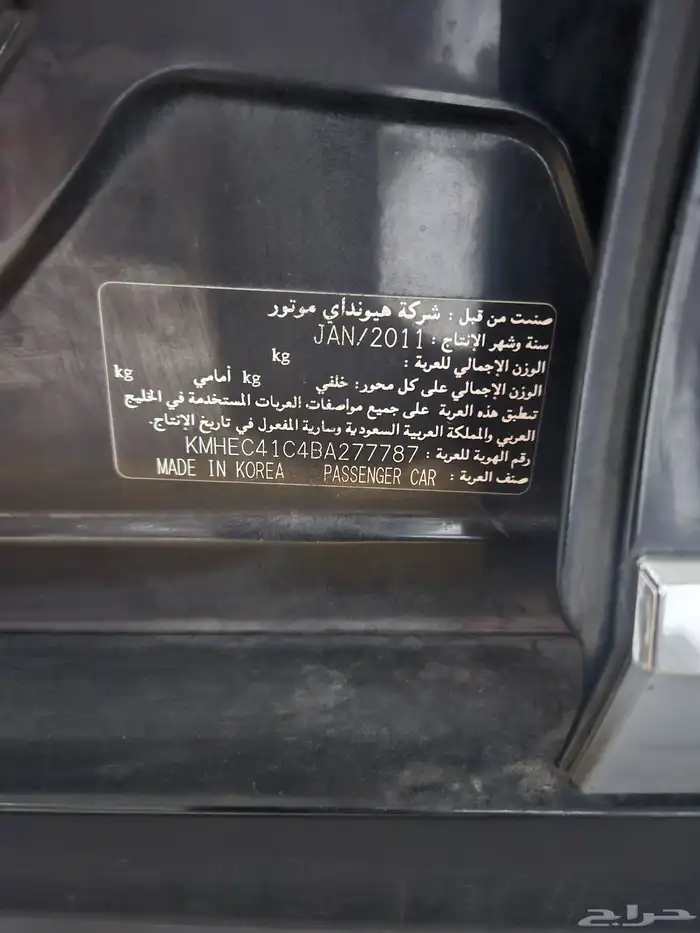 صنعت من قبل : شركة هيونداي موتور
سنة وشهر الإنتاج : JAN/2011
الوزن الإجمالي للعربة : kg
الوزن الإجمالي على كل محور: خلفي kg أمامي kg
تنطبق هذه العربة على جميع مواصفات العربات المستخدمة في الخليج
العربي والمملكة العربية السعودية وسارية المفعول في تاريخ الإنتاج.
رقم الهوية للعربة : KMHEC41C4BA277787
صنف العربة : PASSENGER CAR MADE IN KOREA
حراج